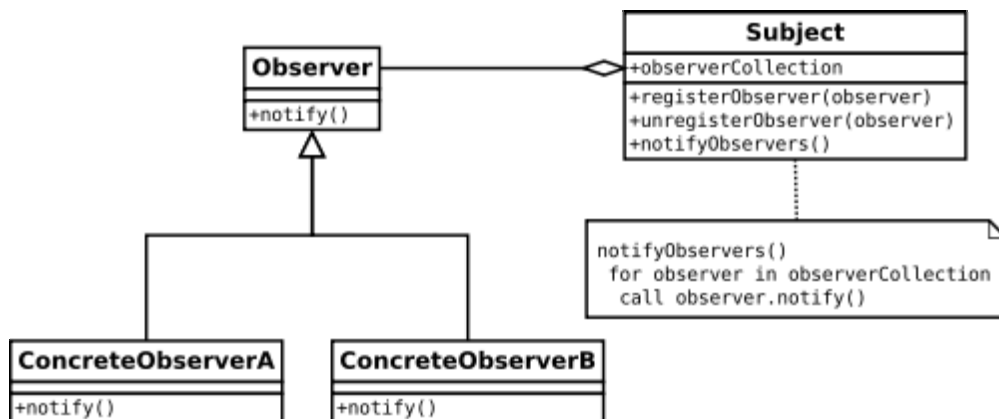 Observer
+notify()
Subject
+observerCollection
+registerObserver(observer)
+unregisterObserver(observer)
+notifyObservers()
notifyObservers()
for observer in observerCollection
call observer.notify()
ConcreteObserverA
+notify()
ConcreteObserverB
+notify()